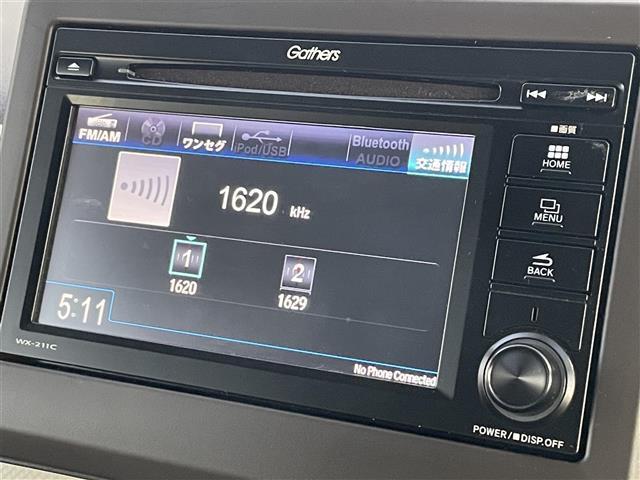 Gathers
画質
FM/AM
CD
ワンセグ
iPod/USB
Bluetooth
AUDIO
交通情報
HOME
1620 kHz
MENU
1 2
1620 1629
BACK
5:11
WX-211C
No Phone Connected
POWER/ DISP.OFF